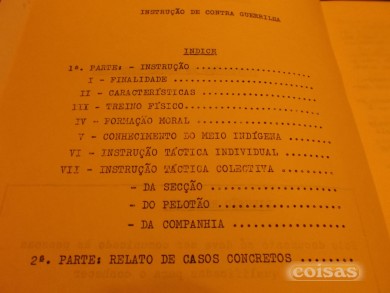 INSTRUÇÃO DE CONTRA GUERRILHA
INDICE
1ª. PARTE: - INSTRUÇÃO ....................
I - FINALIDADE ....................
II - CARACTERÍSTICAS ....................
III - TREINO FÍSICO....................
IV - FORMAÇÃO MORAL ....................
V - CONHECIMENTO DO MEIO INDÍGENA ........
VI - INSTRUÇÃO TÁCTICA INDIVIDUAL ........
VII - INSTRUÇÃO TÁCTICA COLECTIVA .........
- DA SECÇÃO ................
- DO PELOTÃO ...............
- DA COMPANHIA .............
2ª. PARTE: RELATO DE CASOS CONCRETOS ........
coisas